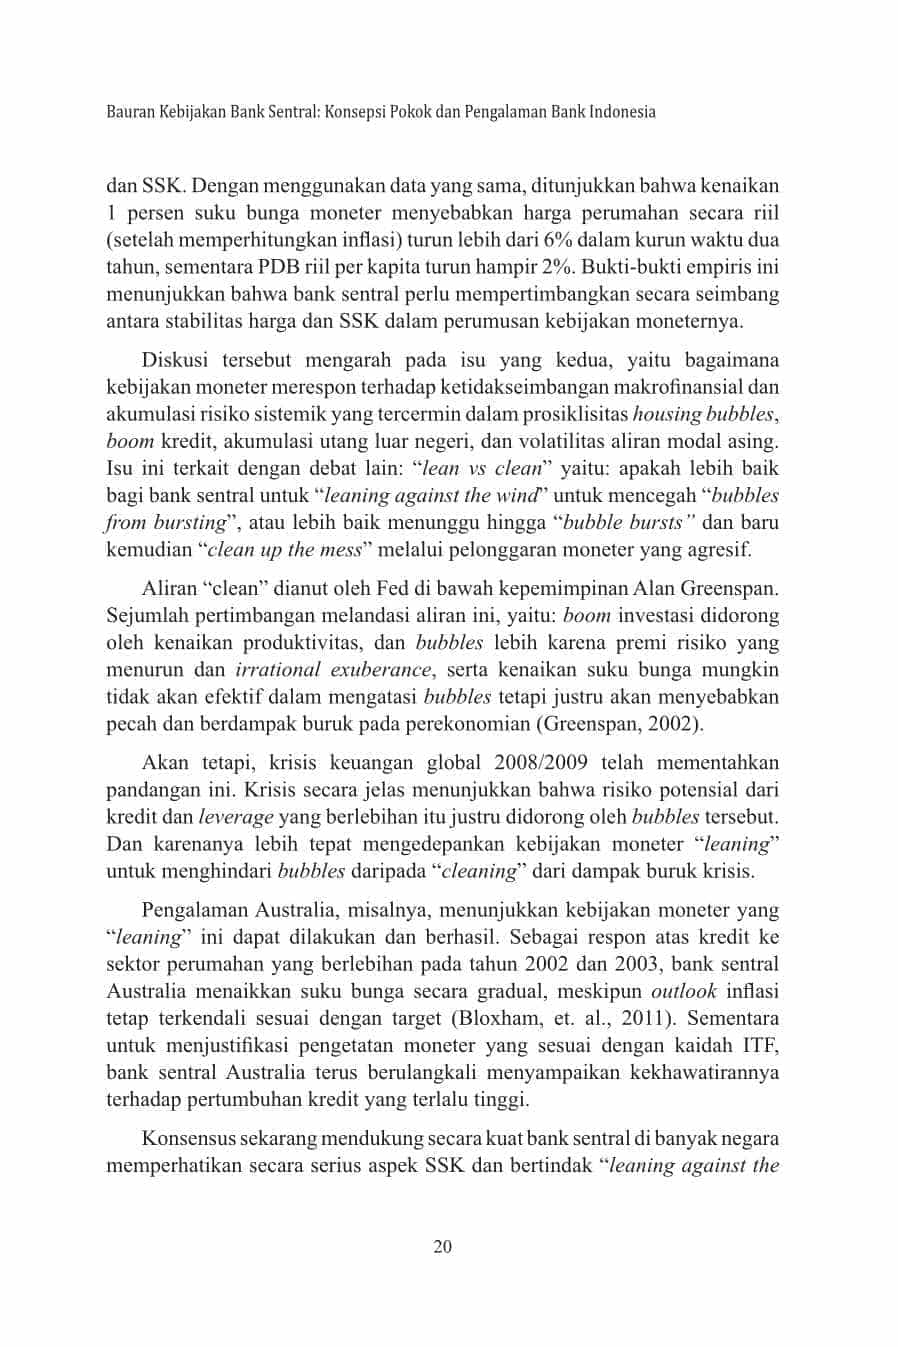 Bauran Kebijakan Bank Sentral: Konsepsi Pokok dan Pengalaman Bank Indonesia
dan SSK. Dengan menggunakan data yang sama, ditunjukkan bahwa kenaikan
1 persen suku bunga moneter menyebabkan harga perumahan secara riil
(setelah memperhitungkan inflasi) turun lebih dari 6% dalam kurun waktu dua
tahun, sementara PDB riil per kapita turun hampir 2%. Bukti-bukti empiris ini
menunjukkan bahwa bank sentral perlu mempertimbangkan secara seimbang
antara stabilitas harga dan SSK dalam perumusan kebijakan moneternya.
Diskusi tersebut mengarah pada isu yang kedua, yaitu bagaimana
kebijakan moneter merespon terhadap ketidakseimbangan makrofinansial dan
akumulasi risiko sistemik yang tercermin dalam prosiklisitas housing bubbles,
boom kredit, akumulasi utang luar negeri, dan volatilitas aliran modal asing.
Isu ini terkait dengan debat lain: “lean vs clean” yaitu: apakah lebih baik
bagi bank sentral untuk “leaning against the wind” untuk mencegah “bubbles
from bursting”, atau lebih baik menunggu hingga “bubble bursts” dan baru
kemudian “clean up the mess” melalui pelonggaran moneter yang agresif.
Aliran “clean” dianut oleh Fed di bawah kepemimpinan Alan Greenspan.
Sejumlah pertimbangan melandasi aliran ini, yaitu: boom investasi didorong
oleh kenaikan produktivitas, dan bubbles lebih karena premi risiko yang
menurun dan irrational exuberance, serta kenaikan suku bunga mungkin
tidak akan efektif dalam mengatasi bubbles tetapi justru akan menyebabkan
pecah dan berdampak buruk pada perekonomian (Greenspan, 2002).
Akan tetapi, krisis keuangan global 2008/2009 telah mementahkan
pandangan ini. Krisis secara jelas menunjukkan bahwa risiko potensial dari
kredit dan leverage yang berlebihan itu justru didorong oleh bubbles tersebut.
Dan karenanya lebih tepat mengedepankan kebijakan moneter “leaning”
untuk menghindari bubbles daripada “cleaning” dari dampak buruk krisis.
Pengalaman Australia, misalnya, menunjukkan kebijakan moneter yang
“leaning” ini dapat dilakukan dan berhasil. Sebagai respon atas kredit ke
sektor perumahan yang berlebihan pada tahun 2002 dan 2003, bank sentral
Australia menaikkan suku bunga secara gradual, meskipun outlook inflasi
tetap terkendali sesuai dengan target (Bloxham, et. al., 2011). Sementara
untuk menjustifikasi pengetatan moneter yang sesuai dengan kaidah ITF,
bank sentral Australia terus berulangkali menyampaikan kekhawatirannya
terhadap pertumbuhan kredit yang terlalu tinggi.
Konsensus sekarang mendukung secara kuat bank sentral di banyak negara
memperhatikan secara serius aspek SSK dan bertindak “leaning against the
20